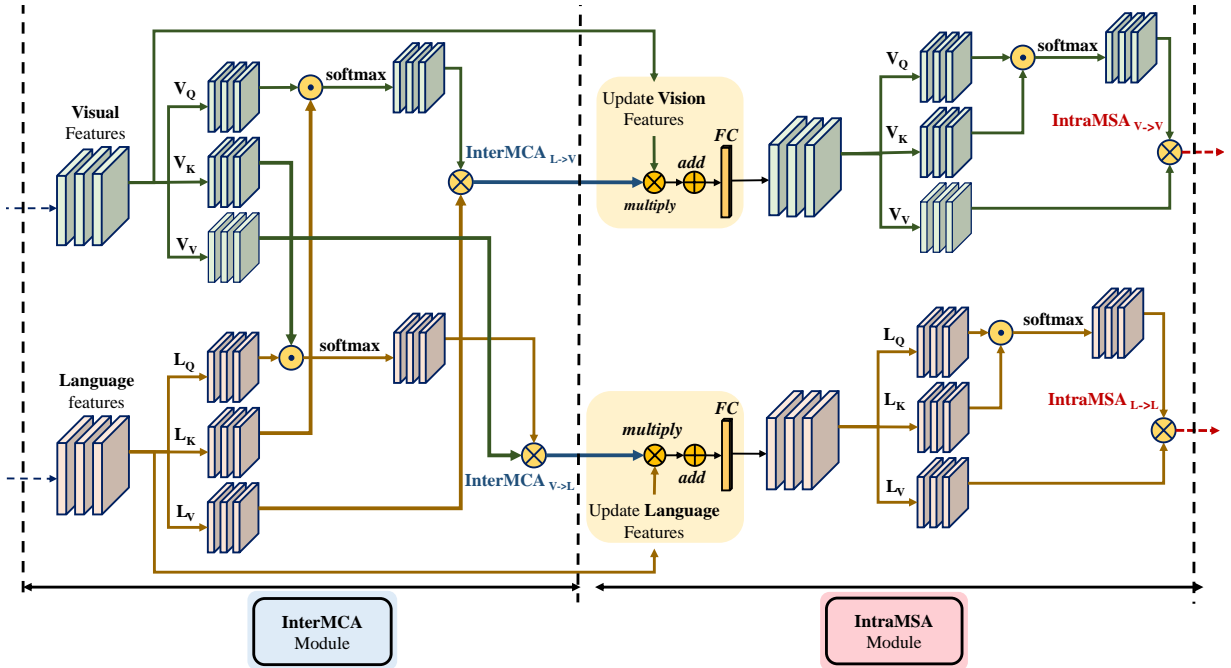 Visual
Features
V_Q
V_K
V_V
softmax
InterMCA L->V
Language
features
L_Q
L_K
L_V
softmax
InterMCA V->L
Update Vision
Features
multiply
add
FC
multiply
add
FC
Update Language
Features
V_Q
V_K
V_V
softmax
IntraMSA V->V
L_Q
L_K
L_V
softmax
IntraMSA L->L
InterMCA
Module
IntraMSA
Module